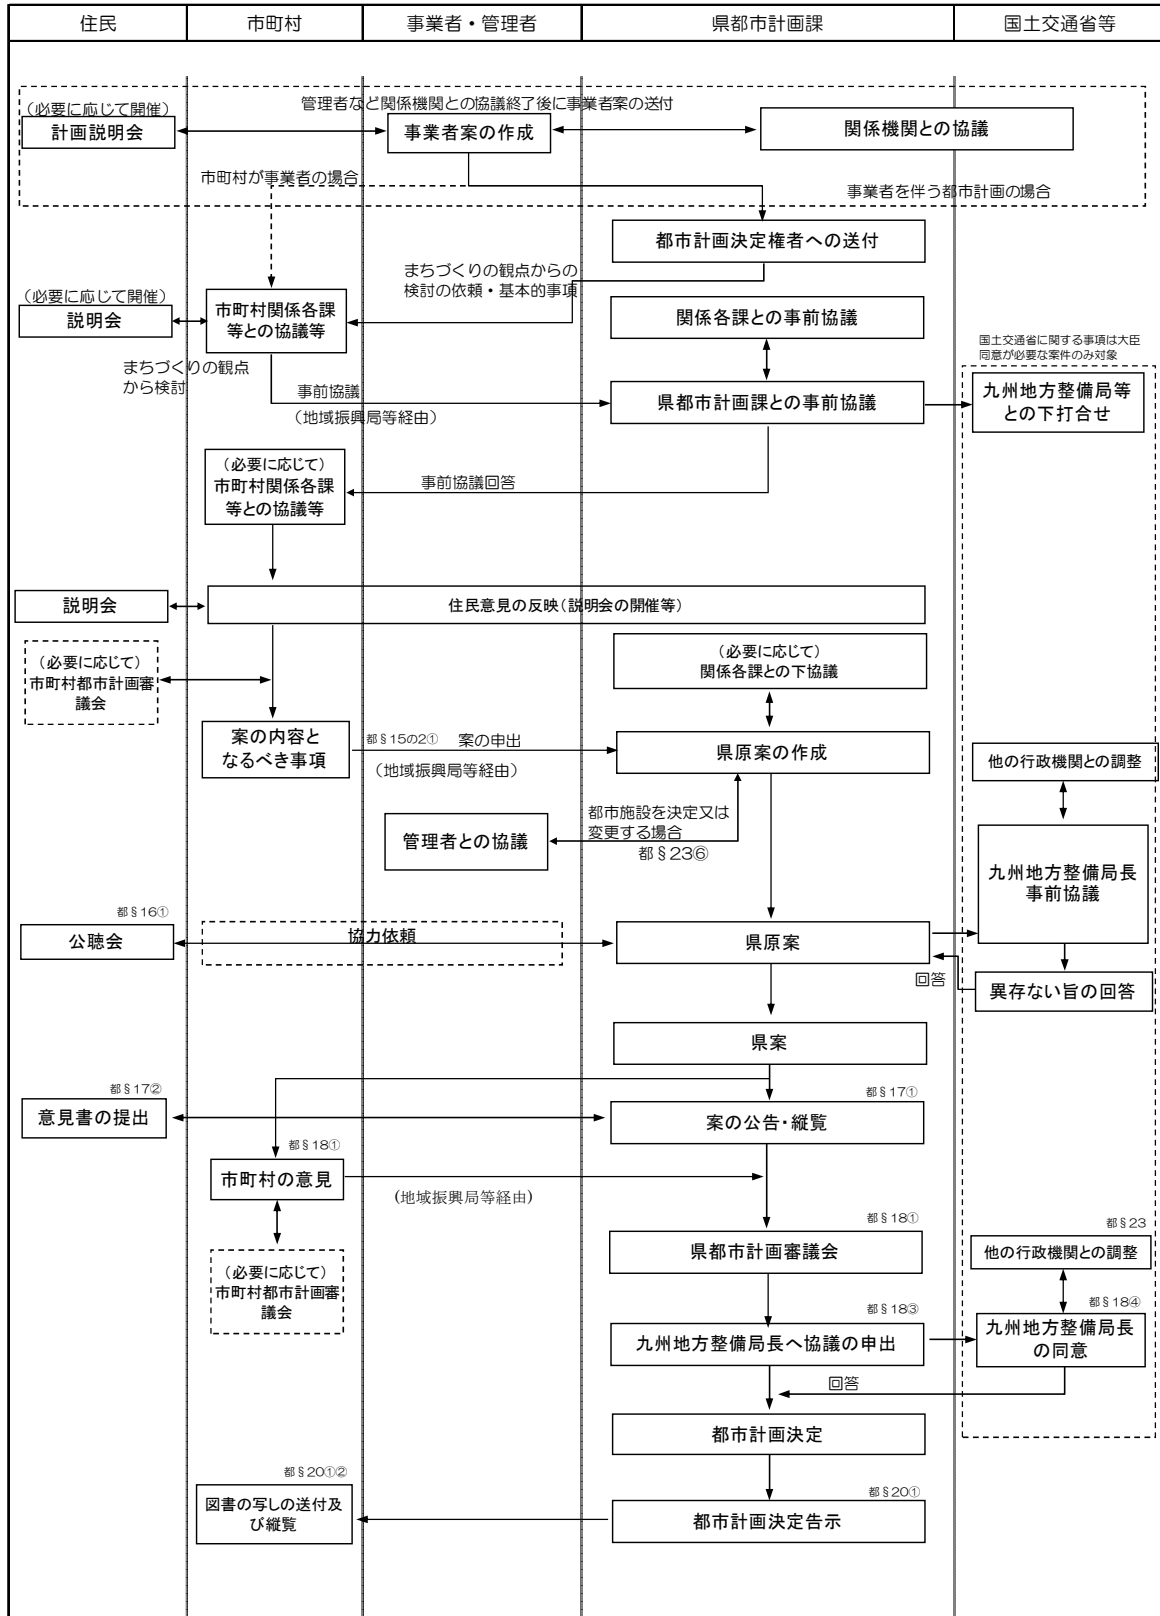 住民
市町村
事業者・管理者
県都市計画課
国土交通省等
（必要に応じて開催）
計画説明会
管理者など関係機関との協議終了後に事業者案の送付
事業者案の作成
関係機関との協議
市町村が事業者の場合
事業者を伴う都市計画の場合
都市計画決定権者への送付
まちづくりの観点からの
検討の依頼・基本的事項
（必要に応じて開催）
説明会
市町村関係各課
等との協議等
関係各課との事前協議
国土交通省に関する事項は大臣
同意が必要な案件のみ対象
まちづくりの観点
から検討
事前協議
（地域振興局等経由）
県都市計画課との事前協議
九州地方整備局等
との下打合せ
（必要に応じて）
市町村関係各課
等との協議等
事前協議回答
説明会
住民意見の反映（説明会の開催等）
（必要に応じて）
市町村都市計画審
議会
（必要に応じて）
関係各課との下協議
案の内容と
なるべき事項
都§15の2① 案の申出
（地域振興局等経由）
県原案の作成
他の行政機関との調整
管理者との協議
都市施設を決定又は
変更する場合
都§23⑥
九州地方整備局長
事前協議
都§16①
公聴会
協力依頼
県原案
回答
異存ない旨の回答
県案
都§17②
意見書の提出
都§17①
案の公告・縦覧
都§18①
市町村の意見
（地域振興局等経由）
都§18①
県都市計画審議会
都§23
他の行政機関との調整
（必要に応じて）
市町村都市計画審
議会
都§18③
九州地方整備局長へ協議の申出
都§18④
九州地方整備局長
の同意
回答
都市計画決定
都§20①②
図書の写しの送付及
び縦覧
都§20①
都市計画決定告示